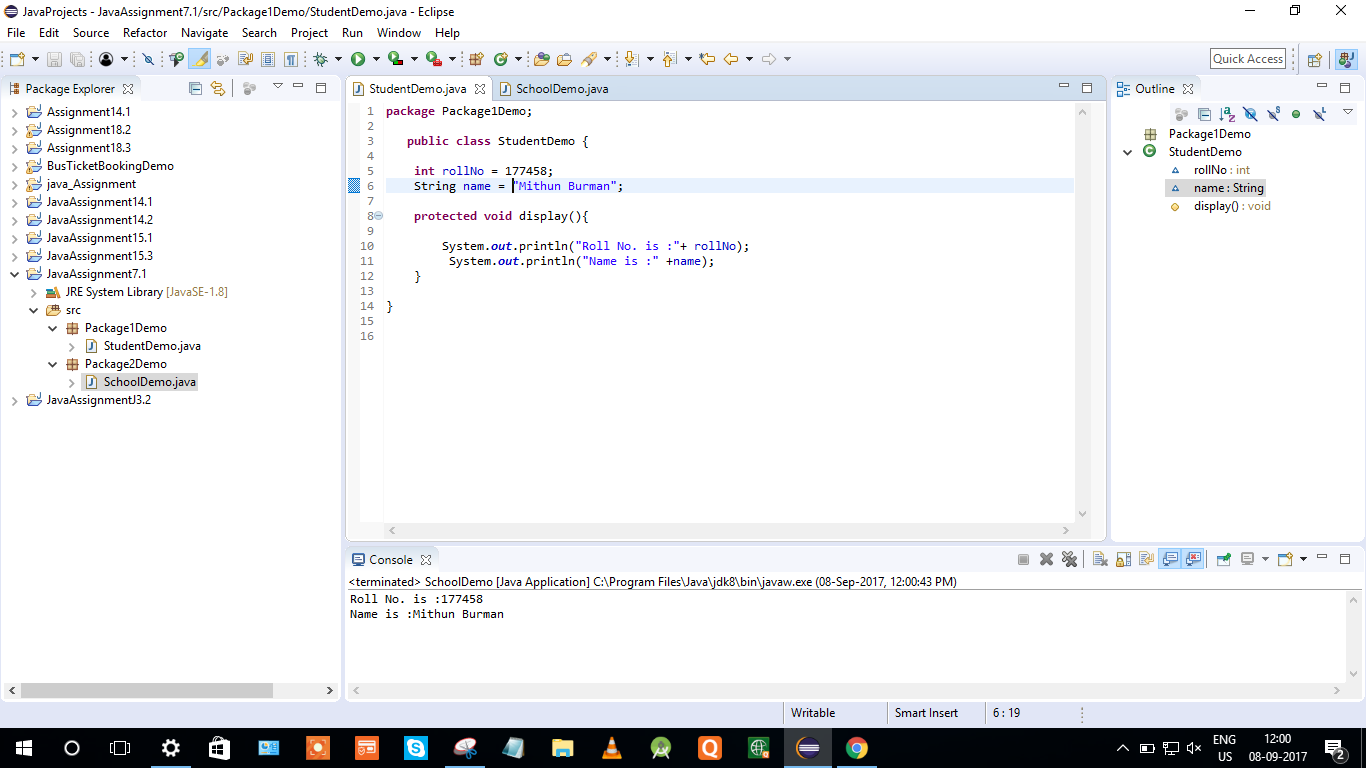 JavaProjects - JavaAssignment7.1/src/Package1Demo/StudentDemo.java - Eclipse
File Edit Source Refactor Navigate Search Project Run Window Help
Quick Access
Package Explorer
Assignment14.1
Assignment18.2
Assignment18.3
BusTicketBookingDemo
java_Assignment
JavaAssignment14.1
JavaAssignment14.2
JavaAssignment15.1
JavaAssignment15.3
JavaAssignment7.1
JRE System Library [JavaSE-1.8]
src
Package1Demo
StudentDemo.java
Package2Demo
SchoolDemo.java
JavaAssignmentJ3.2
StudentDemo.java SchoolDemo.java
1 package Package1Demo;
2
3 public class StudentDemo {
4
5 int rollNo = 177458;
6 String name = "Mithun Burman";
7
8 protected void display(){
9
10 System.out.println("Roll No. is :"+ rollNo);
11 System.out.println("Name is :" +name);
12 }
13
14 }
15
16
Outline
Package1Demo
StudentDemo
rollNo : int
name : String
display() : void
Console
<terminated> SchoolDemo [Java Application] C:\Program Files\Java\jdk8\bin\javaw.exe (08-Sep-2017, 12:00:43 PM)
Roll No. is :177458
Name is :Mithun Burman
Writable Smart Insert 6 : 19
ENG
US
12:00
08-09-2017
2